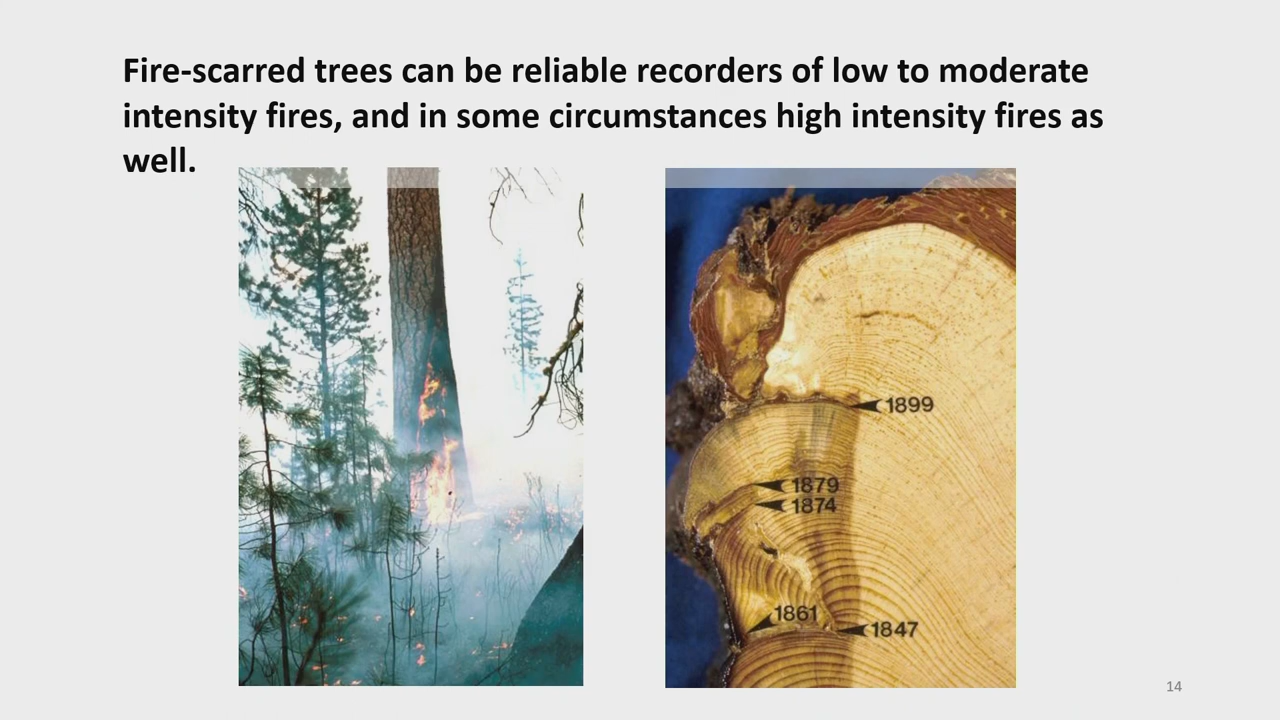 Fire-scarred trees can be reliable recorders of low to moderate
intensity fires, and in some circumstances high intensity fires as
well.
1899
1879
1874
1861
1847
14